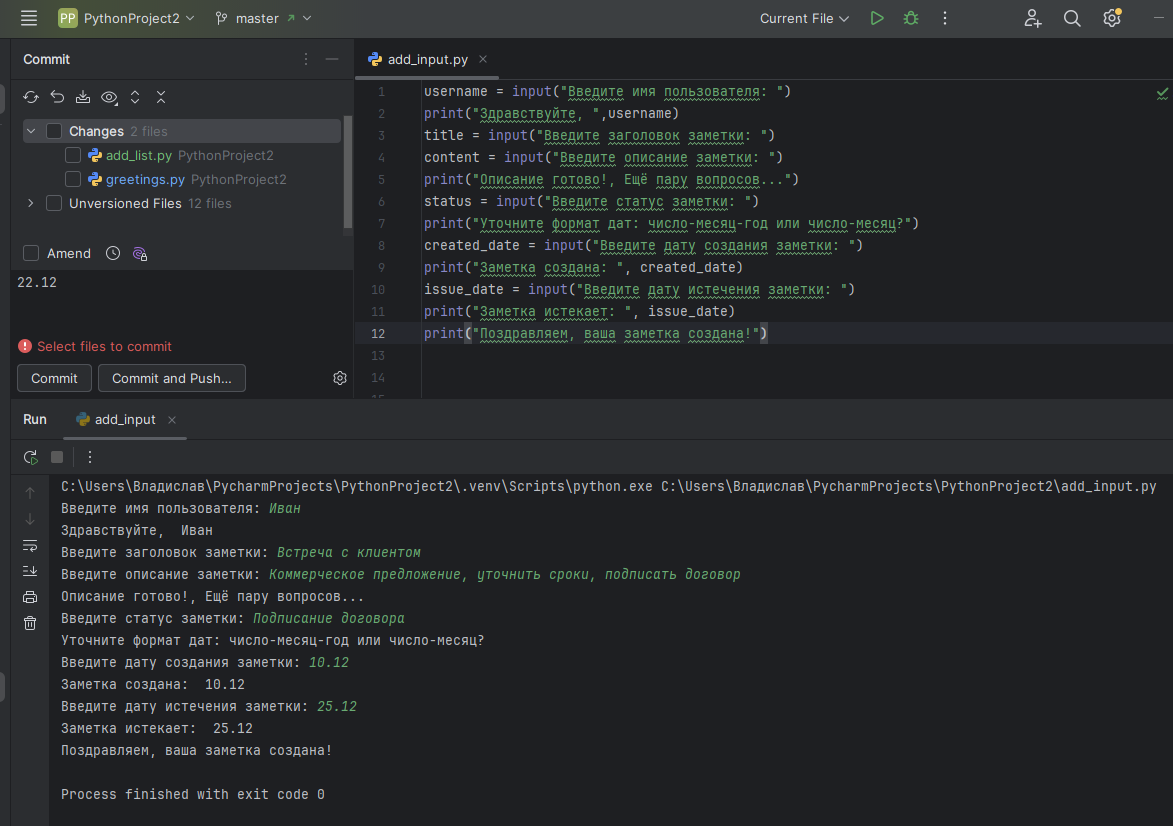 PP PythonProject2 master Current File
Commit
add_input.py
Changes 2 files
add_list.py PythonProject2
greetings.py PythonProject2
Unversioned Files 12 files
Amend
22.12
Select files to commit
Commit Commit and Push...
1 username = input("Введите имя пользователя: ")
2 print("Здравствуйте, ",username)
3 title = input("Введите заголовок заметки: ")
4 content = input("Введите описание заметки: ")
5 print("Описание готово!, Ещё пару вопросов...")
6 status = input("Введите статус заметки: ")
7 print("Уточните формат дат: число-месяц-год или число-месяц?")
8 created_date = input("Введите дату создания заметки: ")
9 print("Заметка создана: ", created_date)
10 issue_date = input("Введите дату истечения заметки: ")
11 print("Заметка истекает: ", issue_date)
12 print("Поздравляем, ваша заметка создана!")
13
14
15
Run add_input
C:\Users\Владислав\PycharmProjects\PythonProject2\.venv\Scripts\python.exe C:\Users\Владислав\PycharmProjects\PythonProject2\add_input.py
Введите имя пользователя: Иван
Здравствуйте,  Иван
Введите заголовок заметки: Встреча с клиентом
Введите описание заметки: Коммерческое предложение, уточнить сроки, подписать договор
Описание готово!, Ещё пару вопросов...
Введите статус заметки: Подписание договора
Уточните формат дат: число-месяц-год или число-месяц?
Введите дату создания заметки: 10.12
Заметка создана:  10.12
Введите дату истечения заметки: 25.12
Заметка истекает:  25.12
Поздравляем, ваша заметка создана!
Process finished with exit code 0